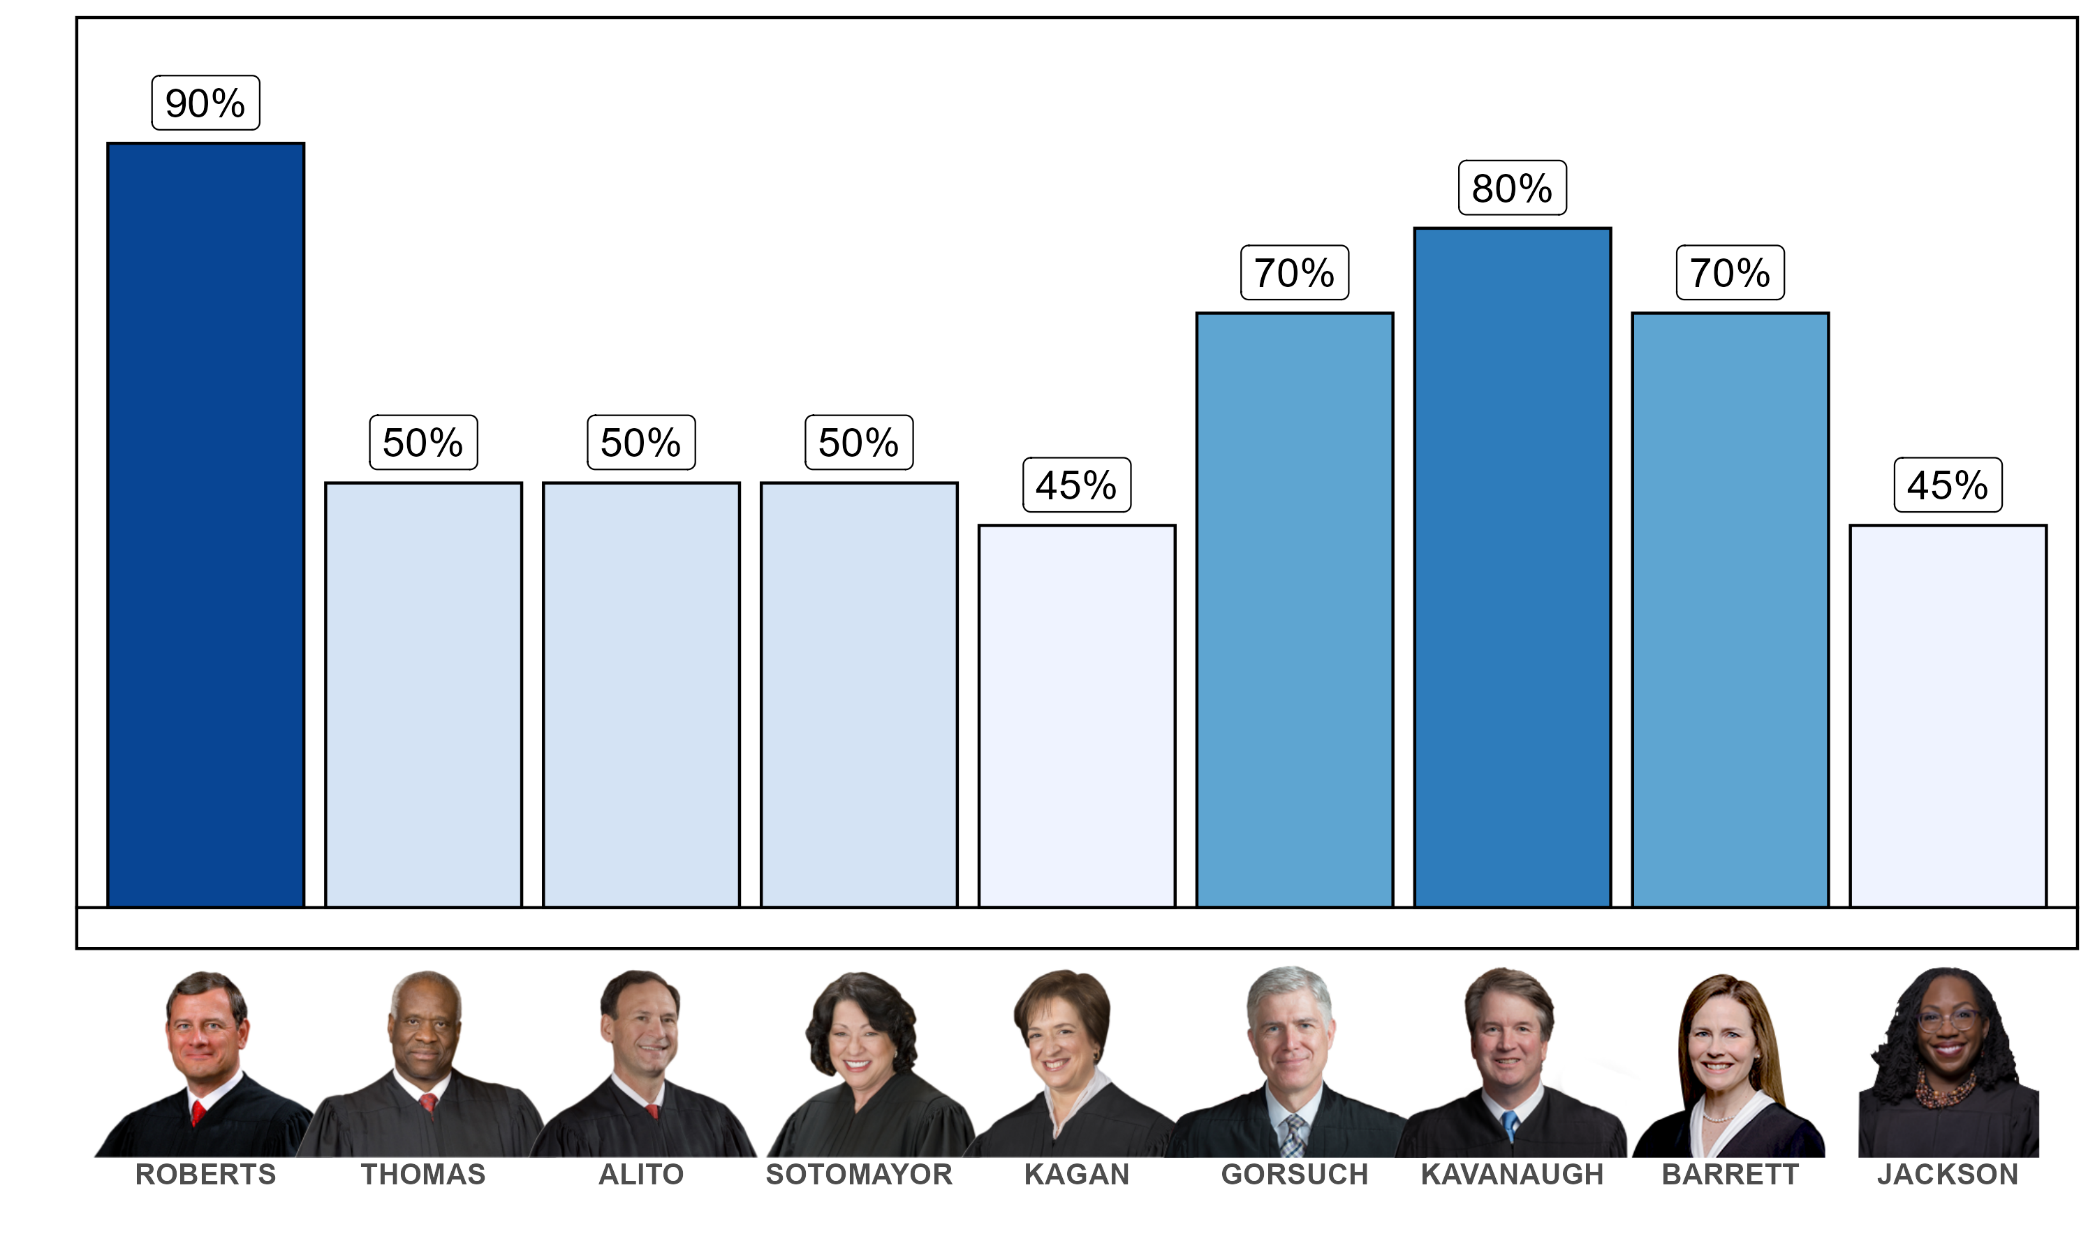 90%
50%
50%
50%
45%
70%
80%
70%
45%
ROBERTS
THOMAS
ALITO
SOTOMAYOR
KAGAN
GORSUCH
KAVANAUGH
BARRETT
JACKSON